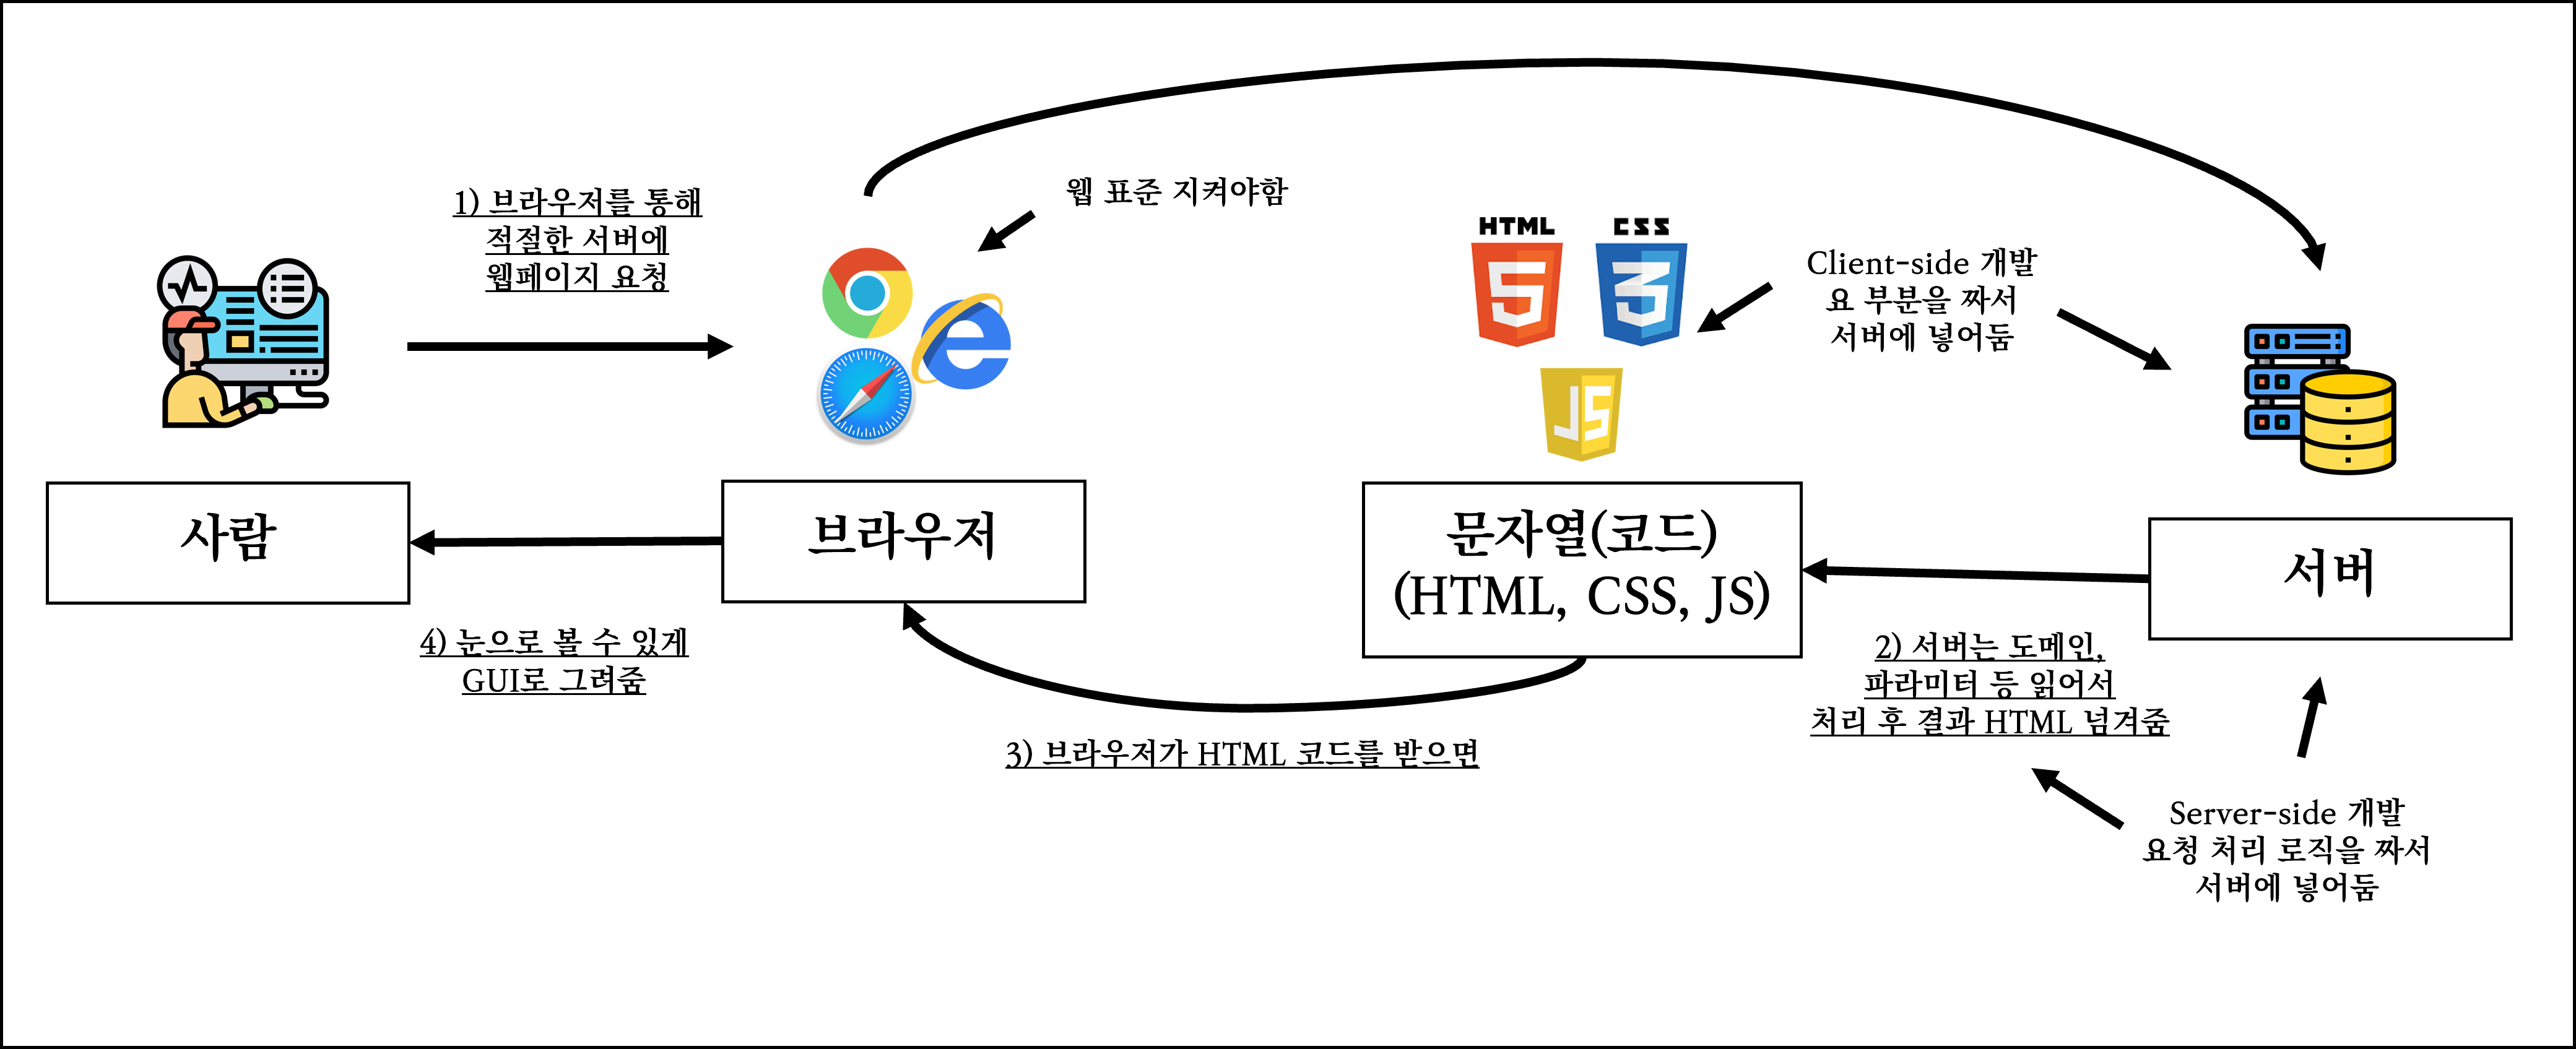 1) 브라우저를 통해
적절한 서버에
웹페이지 요청
웹 표준 지켜야함
HTML
5
CSS
3
JS
Client-side 개발
요 부분을 짜서
서버에 넣어둠
사람
브라우저
문자열(코드)
(HTML, CSS, JS)
서버
4) 눈으로 볼 수 있게
GUI로 그려줌
3) 브라우저가 HTML 코드를 받으면
2) 서버는 도메인,
파라미터 등 읽어서
처리 후 결과 HTML 넘겨줌
Server-side 개발
요청 처리 로직을 짜서
서버에 넣어둠